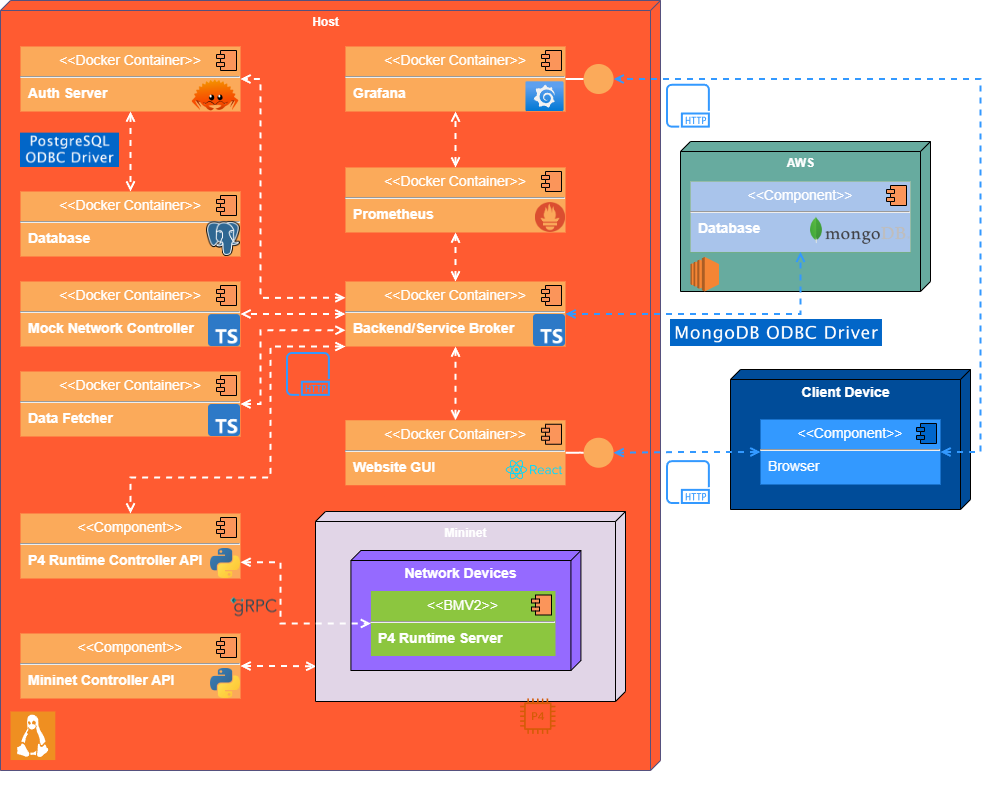 Host
<<Docker Container>>
Auth Server
<<Docker Container>>
Grafana
HTTP
PostgreSQL
ODBC Driver
AWS
<<Component>>
Database
mongoDB
<<Docker Container>>
Prometheus
<<Docker Container>>
Database
<<Docker Container>>
Mock Network Controller
TS
<<Docker Container>>
Backend/Service Broker
TS
MongoDB ODBC Driver
HTTP
<<Docker Container>>
Data Fetcher
TS
Client Device
<<Component>>
Browser
<<Docker Container>>
Website GUI
React
HTTP
<<Component>>
P4 Runtime Controller API
Mininet
Network Devices
<<BMV2>>
P4 Runtime Server
gRPC
<<Component>>
Mininet Controller API
P4